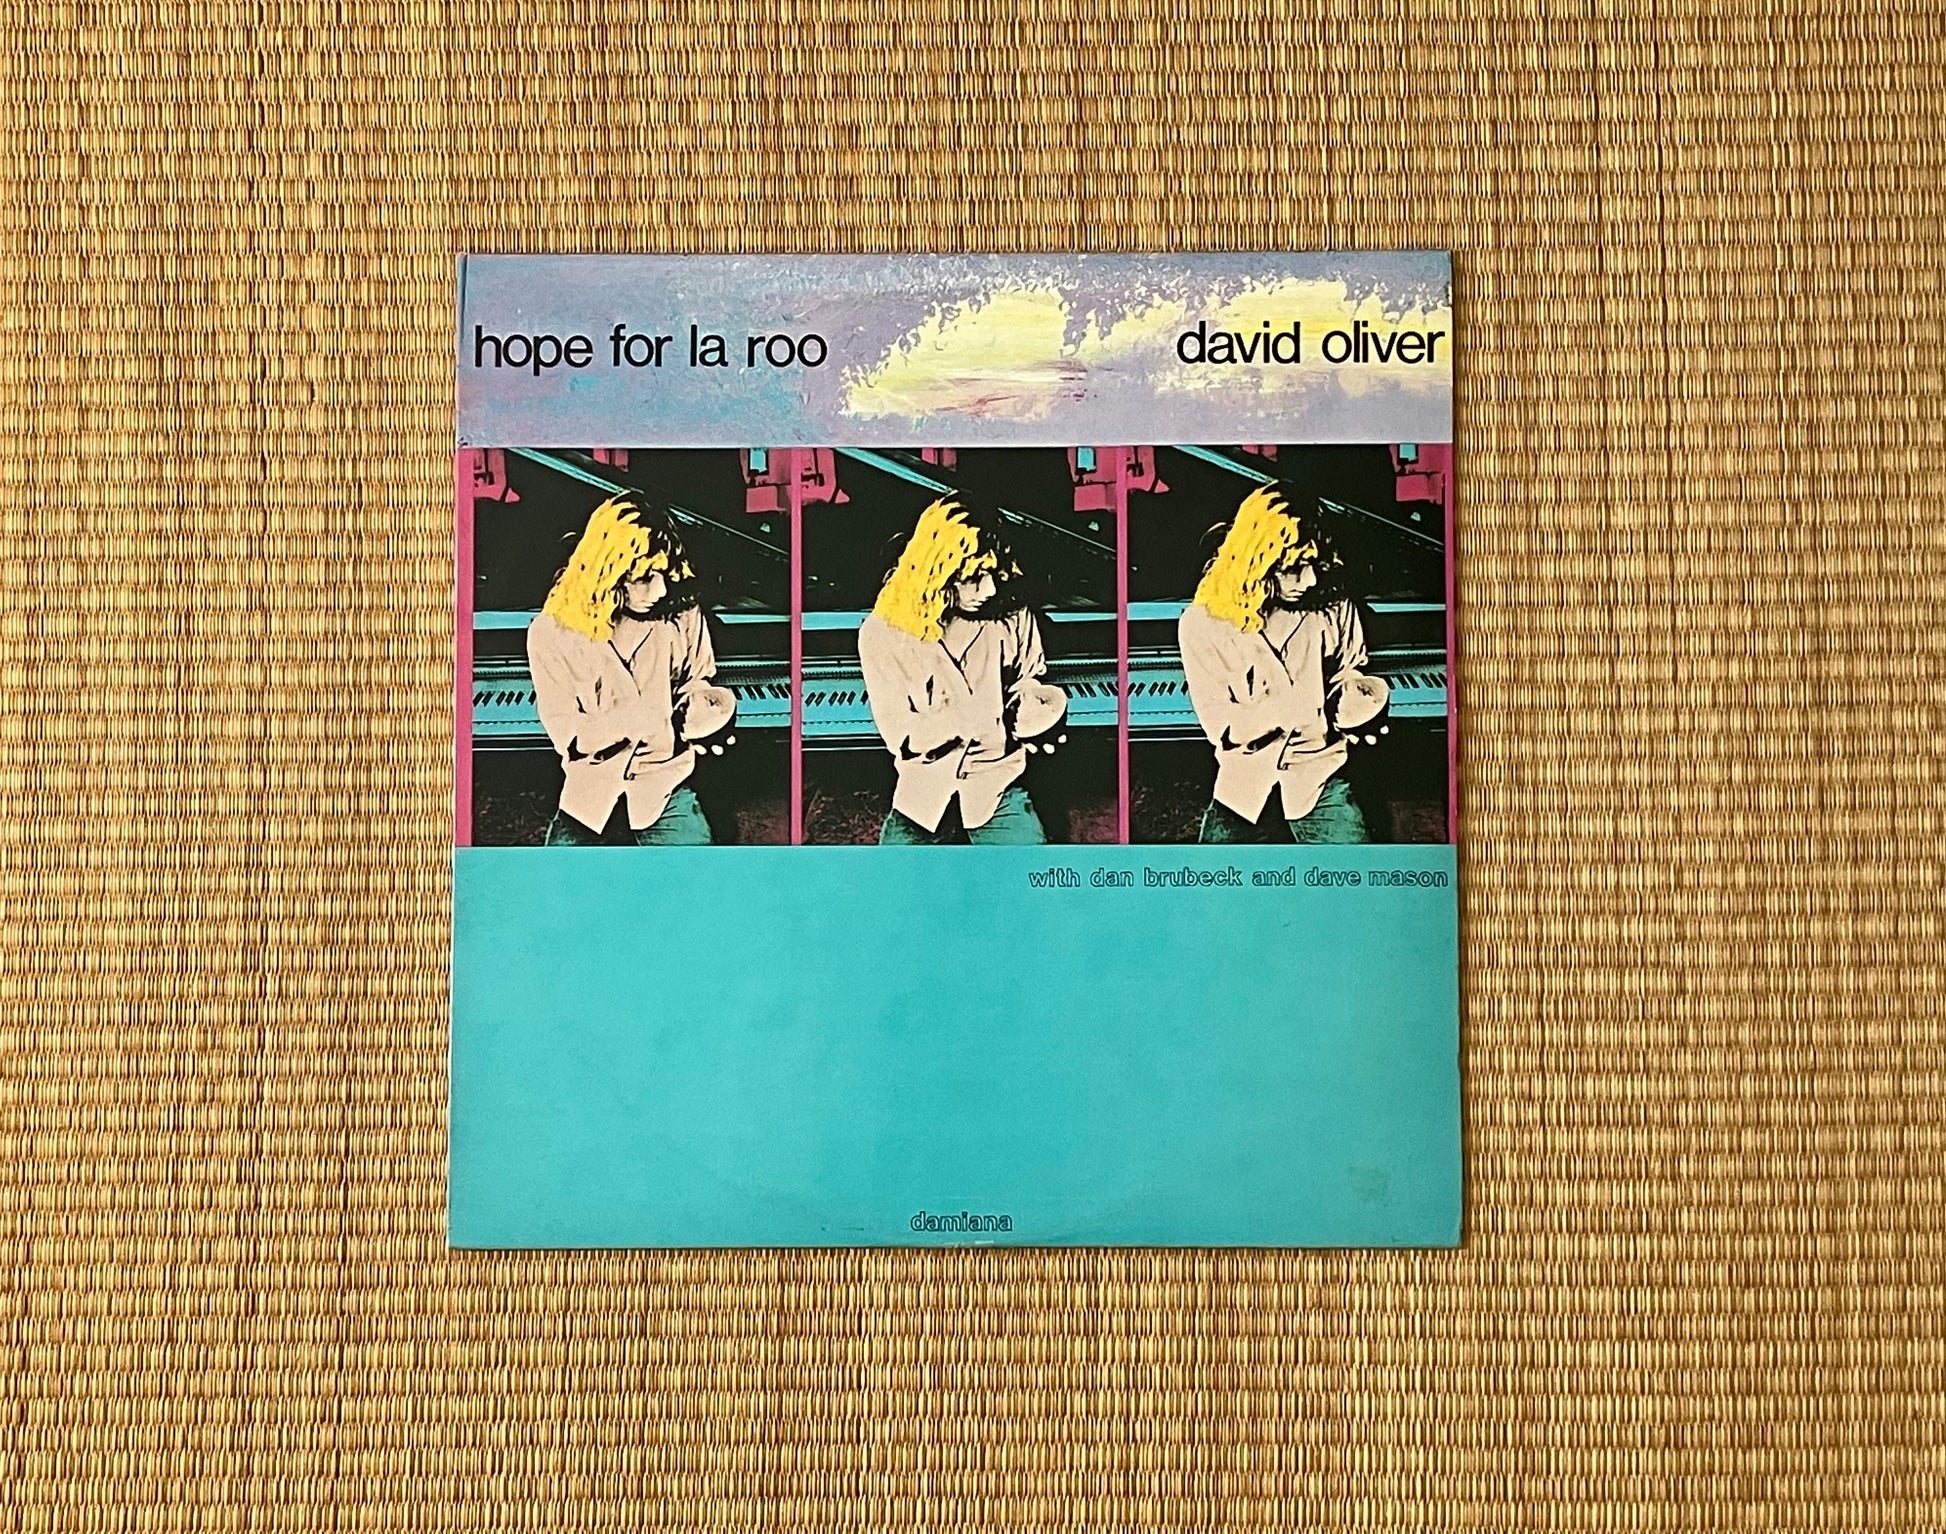 hope for la roo
david oliver
with dan brubeck and dave mason
damiana